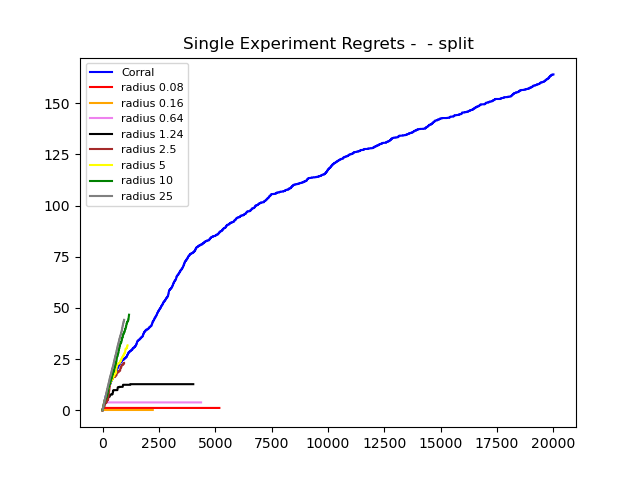 Single Experiment Regrets -  - split
Corral
radius 0.08
radius 0.16
radius 0.64
radius 1.24
radius 2.5
radius 5
radius 10
radius 25
150
125
100
75
50
25
0
0 2500 5000 7500 10000 12500 15000 17500 20000